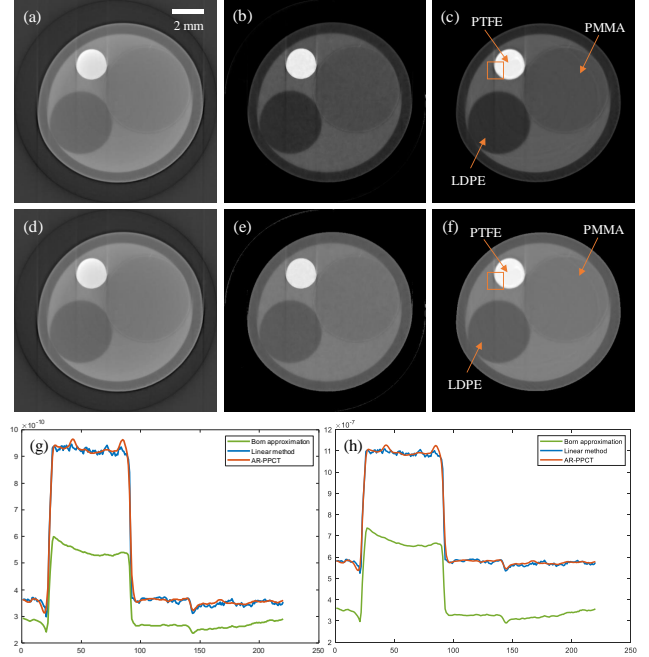 (a)
2 mm
(b)
(c)
PTFE
PMMA
LDPE
(d)
(e)
(f)
PTFE
PMMA
LDPE
×10⁻¹⁰
(g)
Born approximation
Linear method
AR-PPCT
10
9
8
7
6
5
4
3
2
0 50 100 150 200 250
×10⁻⁷
(h)
Born approximation
Linear method
AR-PPCT
12
11
10
9
8
7
6
5
4
3
2
0 50 100 150 200 250